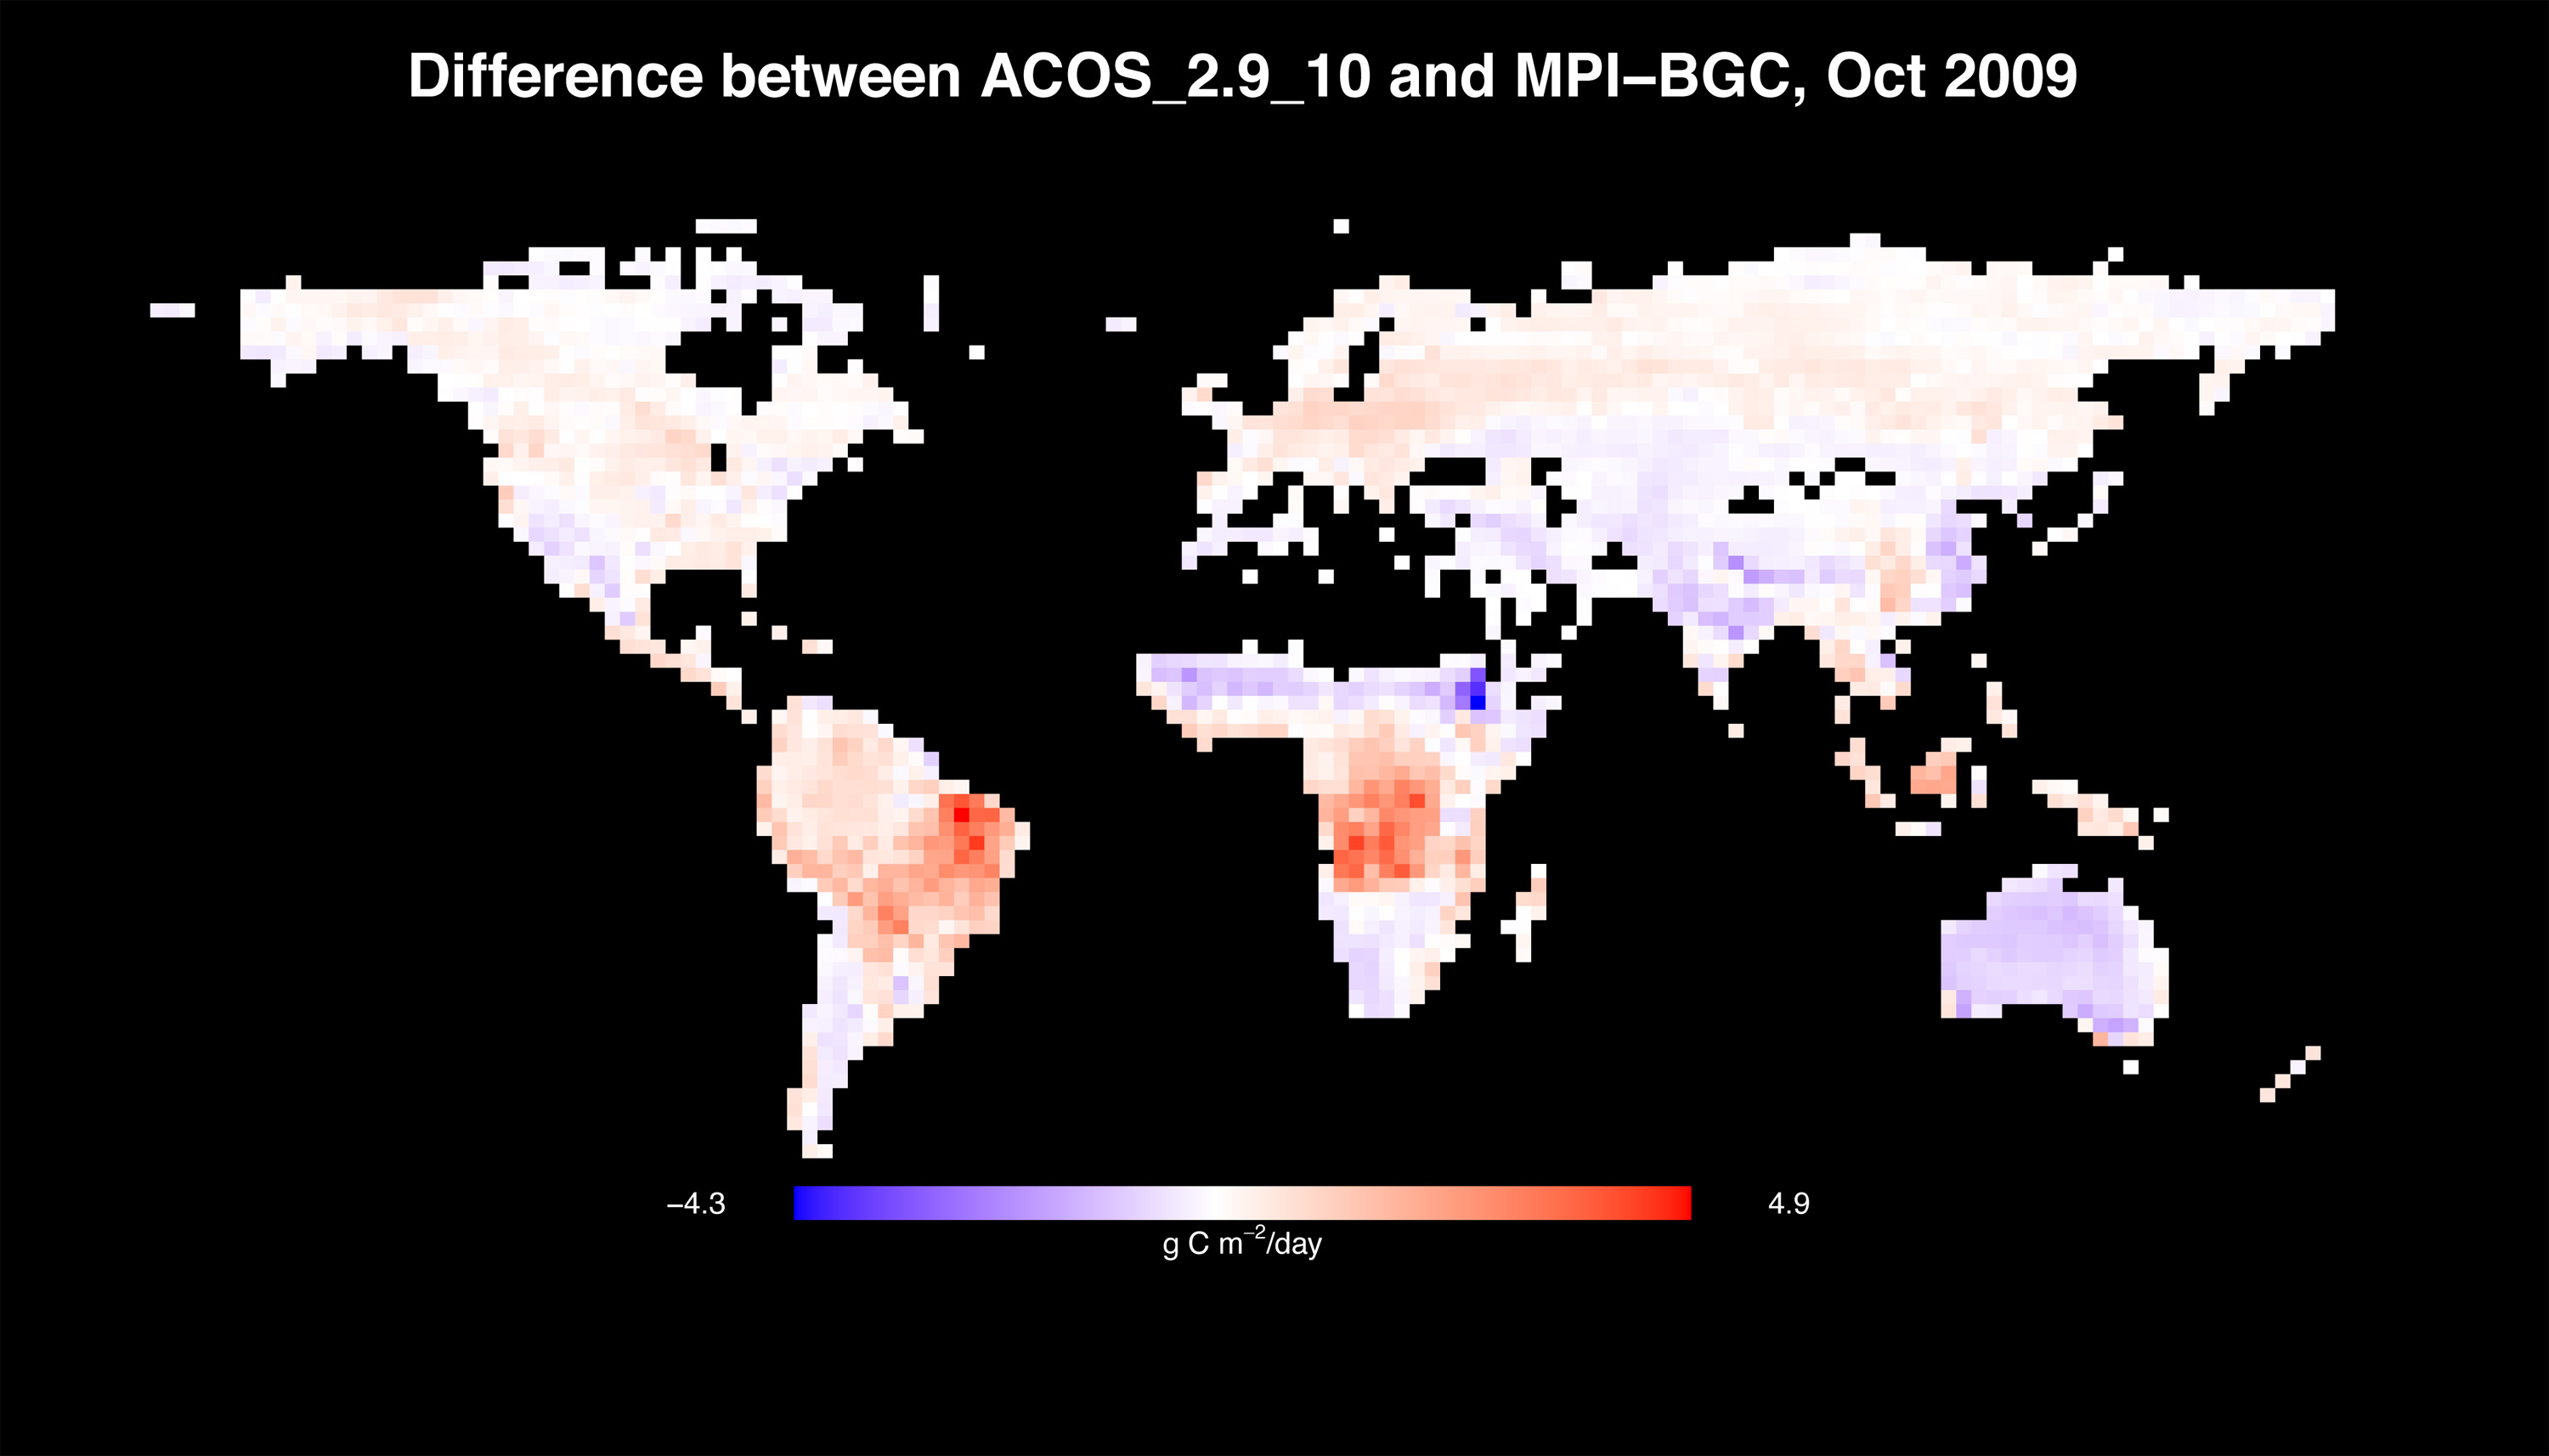 Difference between ACOS_2.9_10 and MPI−BGC, Oct 2009
−4.3
4.9
g C m⁻²/day